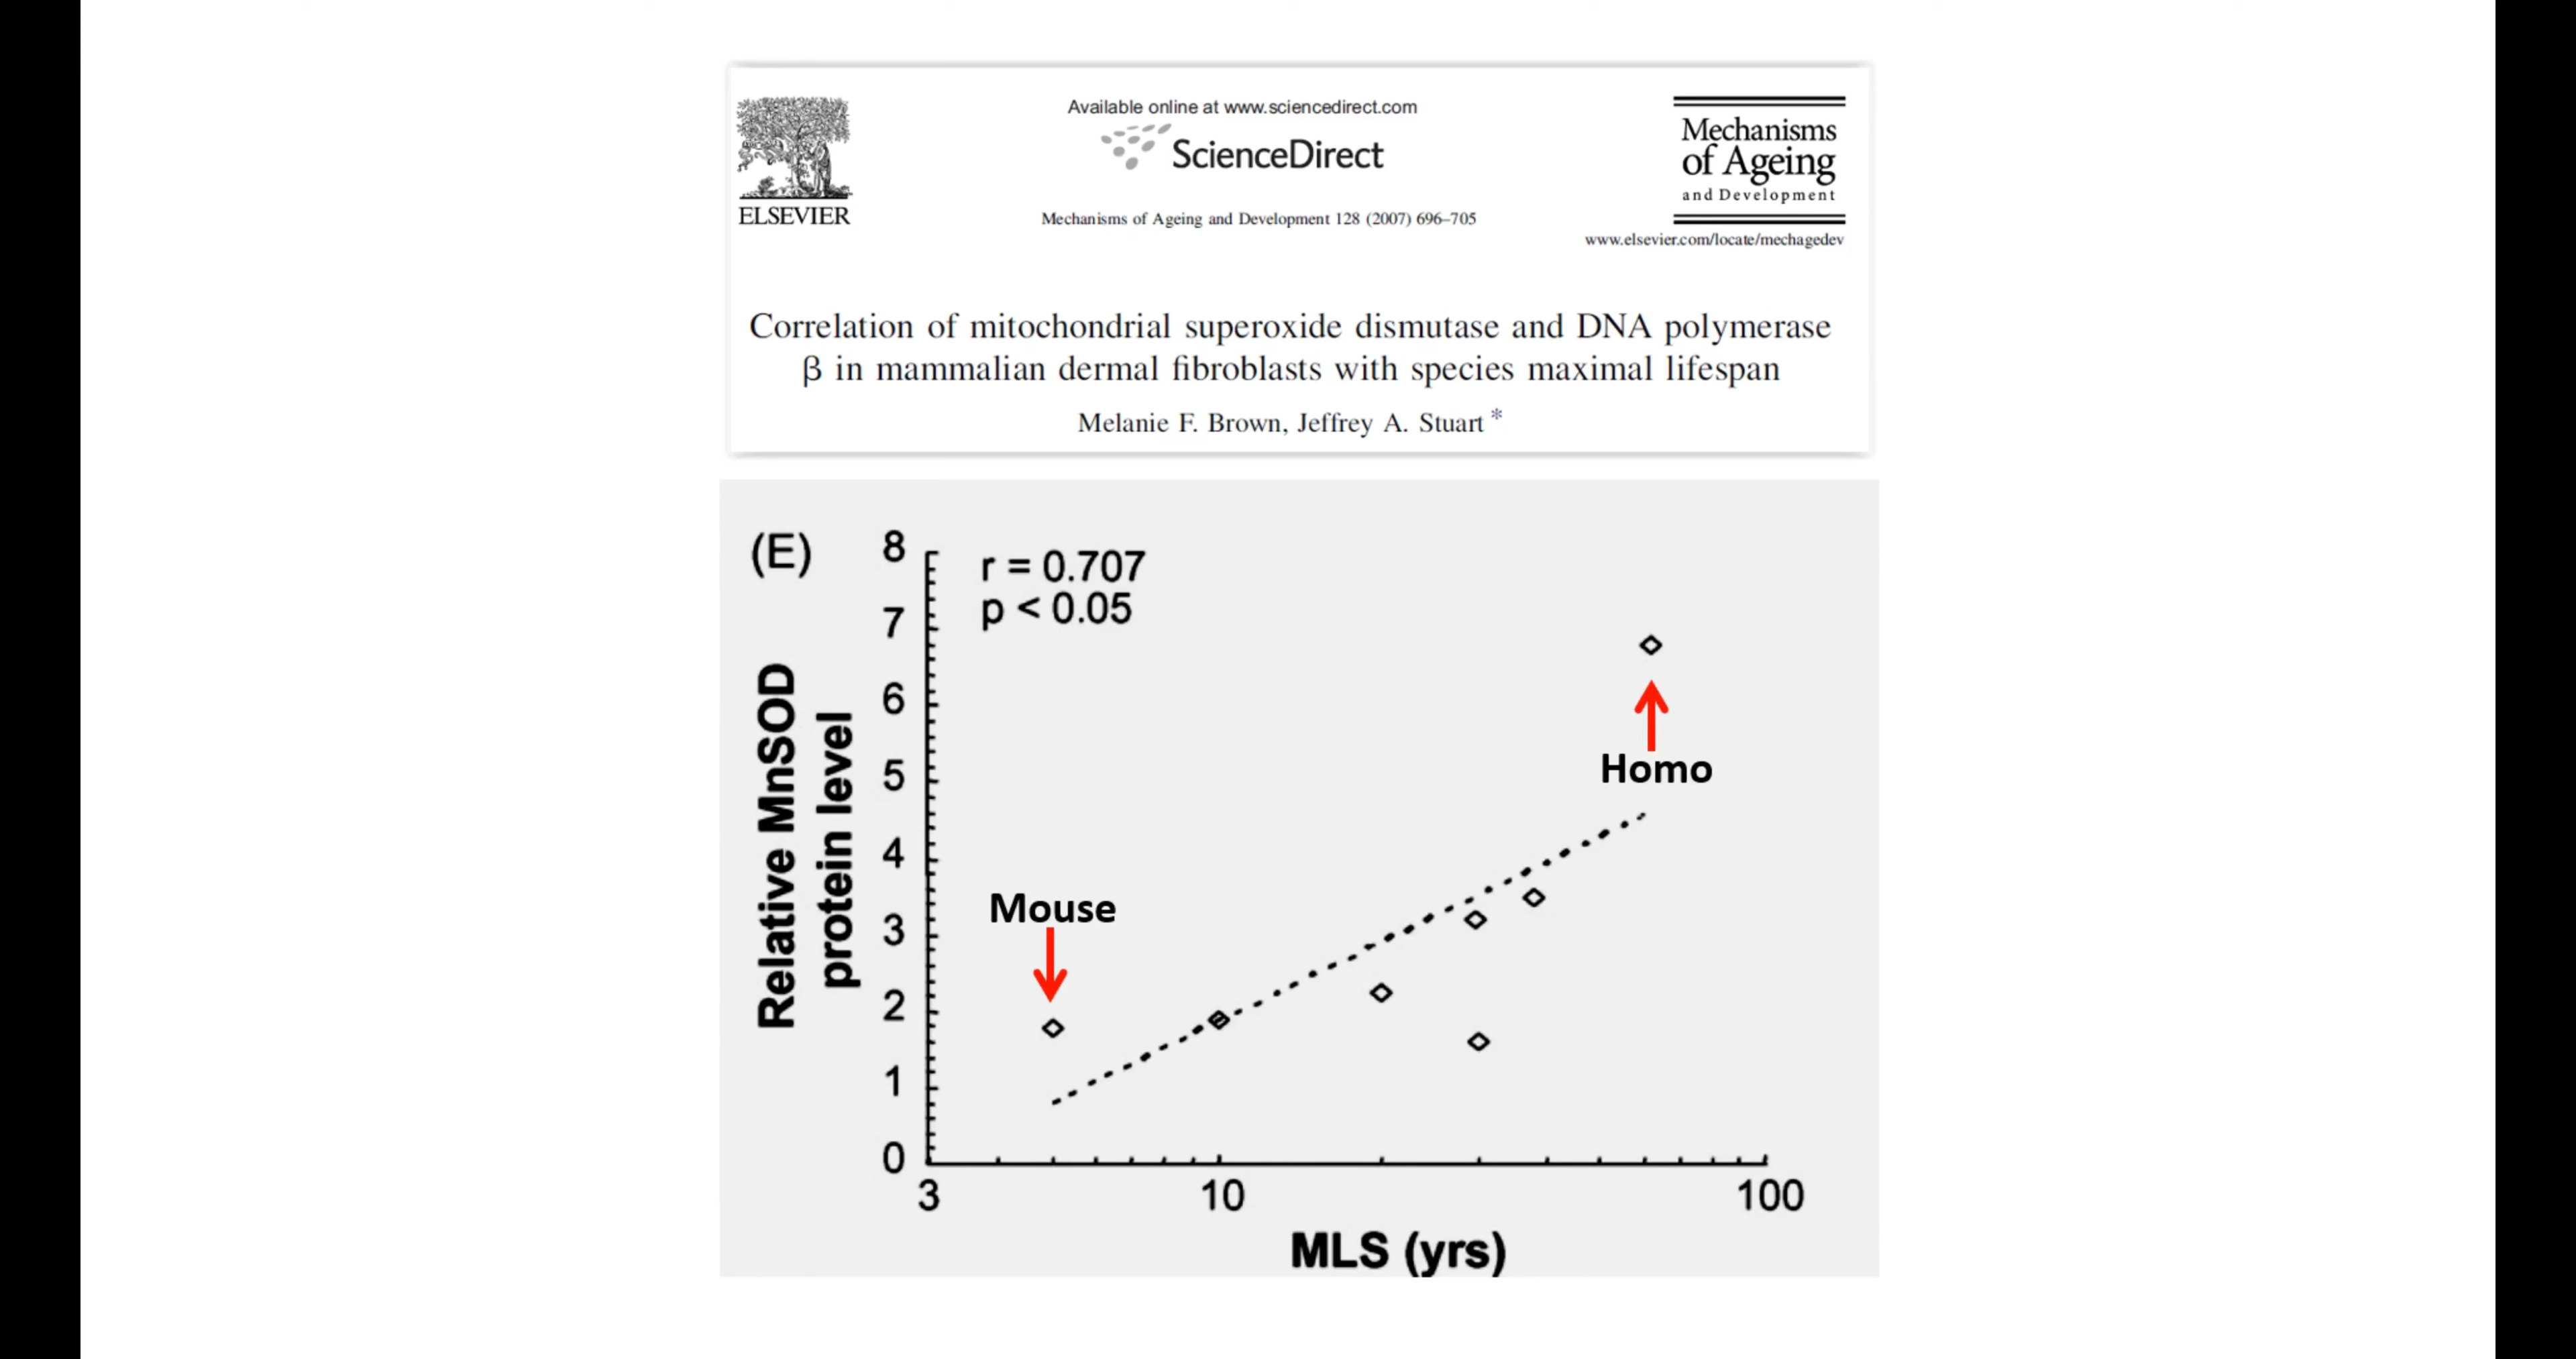 Available online at www.sciencedirect.com
ScienceDirect
ELSEVIER
Mechanisms of Ageing and Development 128 (2007) 696–705
Mechanisms
of Ageing
and Development
www.elsevier.com/locate/mechagedev
Correlation of mitochondrial superoxide dismutase and DNA polymerase
β in mammalian dermal fibroblasts with species maximal lifespan
Melanie F. Brown, Jeffrey A. Stuart *
(E)
r = 0.707
p < 0.05
Relative MnSOD
protein level
8
7
6
5
4
3
2
1
0
Homo
Mouse
3
10
100
MLS (yrs)